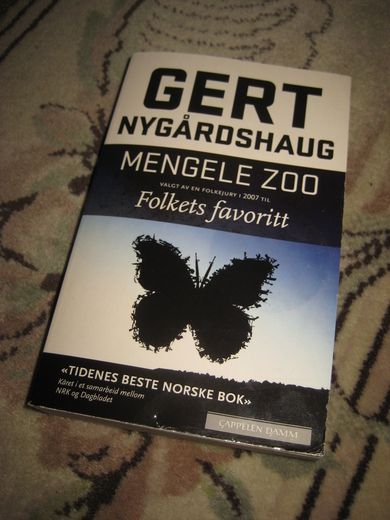 GERT
NYGÅRDSHAUG
MENGELE ZOO
VALGT AV EN FOLKEJURY I 2007 TIL
Folkets favoritt
«TIDENES BESTE NORSKE BOK»
Kåret i et samarbeid mellom
NRK og Dagbladet
CAPPELEN DAMM